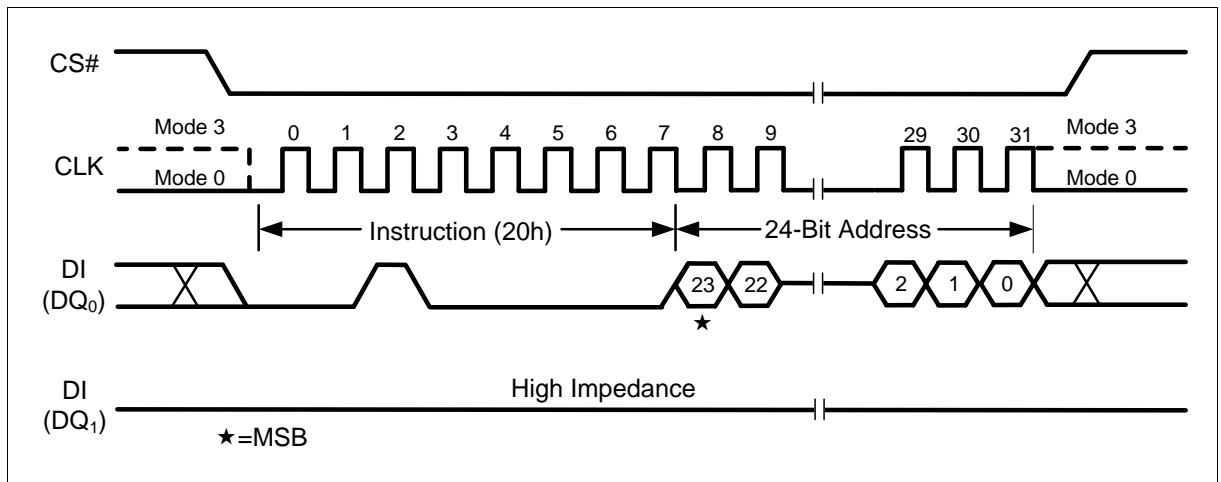 CS#
Mode 3 0 1 2 3 4 5 6 7 8 9 29 30 31 Mode 3
CLK
Mode 0 Mode 0
Instruction (20h) 24-Bit Address
DI
(DQ0) 23 22 2 1 0
★
DI
(DQ1)
High Impedance
★=MSB